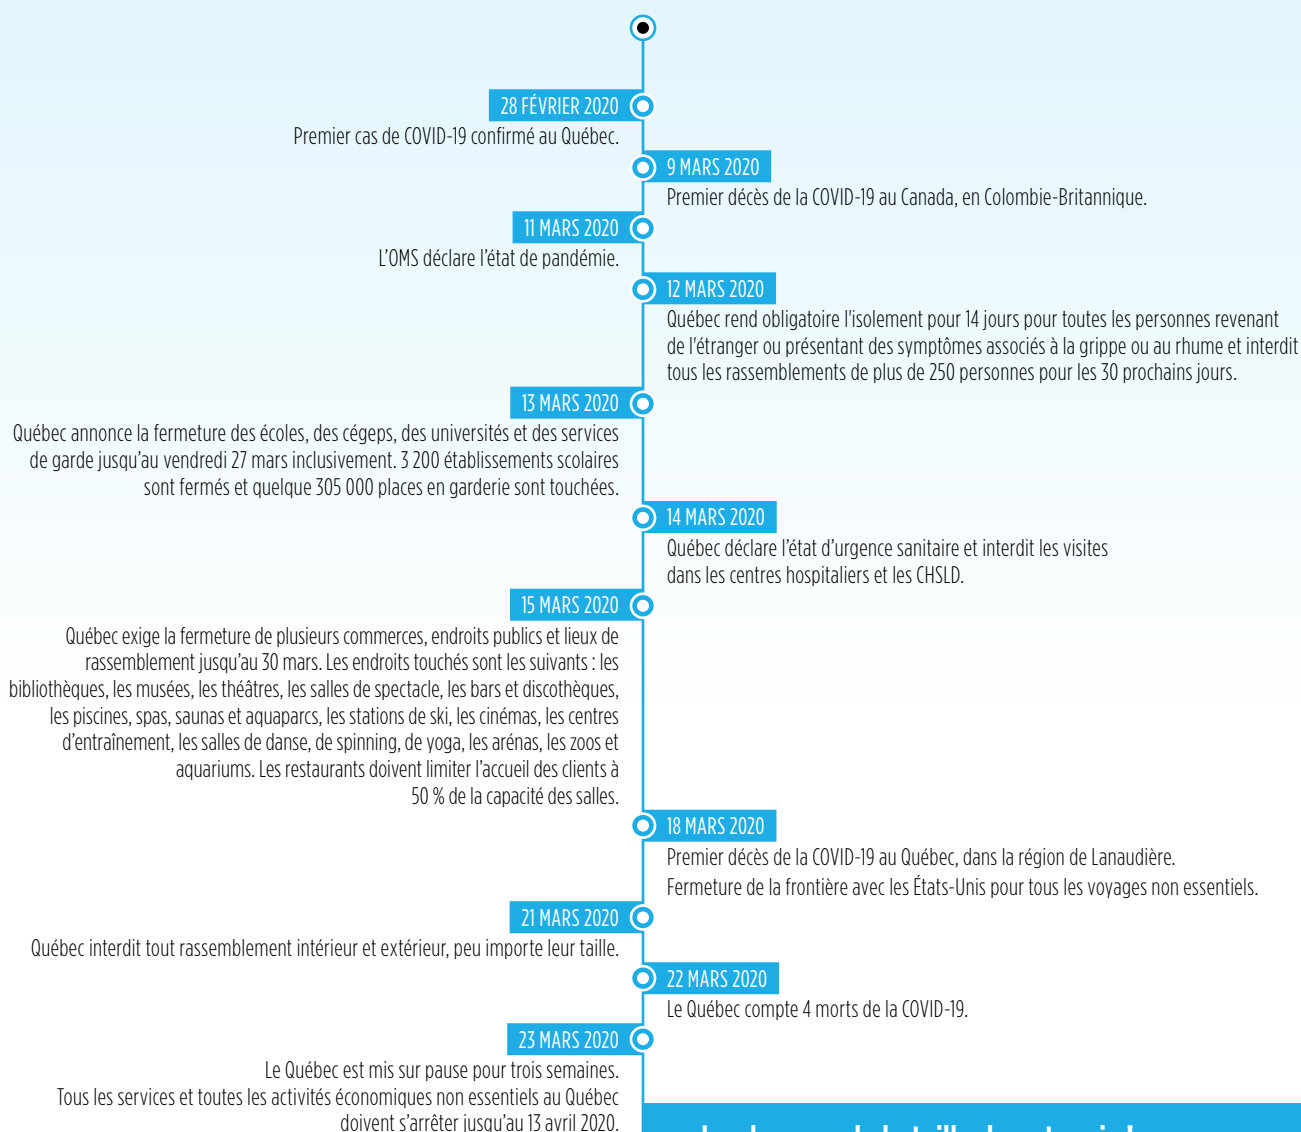 28 FÉVRIER 2020
Premier cas de COVID-19 confirmé au Québec.
9 MARS 2020
Premier décès de la COVID-19 au Canada, en Colombie-Britannique.
11 MARS 2020
L’OMS déclare l’état de pandémie.
12 MARS 2020
Québec rend obligatoire l'isolement pour 14 jours pour toutes les personnes revenant
de l'étranger ou présentant des symptômes associés à la grippe ou au rhume et interdit
tous les rassemblements de plus de 250 personnes pour les 30 prochains jours.
13 MARS 2020
Québec annonce la fermeture des écoles, des cégeps, des universités et des services
de garde jusqu’au vendredi 27 mars inclusivement. 3 200 établissements scolaires
sont fermés et quelque 305 000 places en garderie sont touchées.
14 MARS 2020
Québec déclare l’état d’urgence sanitaire et interdit les visites
dans les centres hospitaliers et les CHSLD.
15 MARS 2020
Québec exige la fermeture de plusieurs commerces, endroits publics et lieux de
rassemblement jusqu’au 30 mars. Les endroits touchés sont les suivants : les
bibliothèques, les musées, les théâtres, les salles de spectacle, les bars et discothèques,
les piscines, spas, saunas et aquaparcs, les stations de ski, les cinémas, les centres
d’entraînement, les salles de danse, de spinning, de yoga, les arénas, les zoos et
aquariums. Les restaurants doivent limiter l’accueil des clients à
50 % de la capacité des salles.
18 MARS 2020
Premier décès de la COVID-19 au Québec, dans la région de Lanaudière.
Fermeture de la frontière avec les États-Unis pour tous les voyages non essentiels.
21 MARS 2020
Québec interdit tout rassemblement intérieur et extérieur, peu importe leur taille.
22 MARS 2020
Le Québec compte 4 morts de la COVID-19.
23 MARS 2020
Le Québec est mis sur pause pour trois semaines.
Tous les services et toutes les activités économiques non essentiels au Québec
doivent s’arrêter jusqu’au 13 avril 2020.